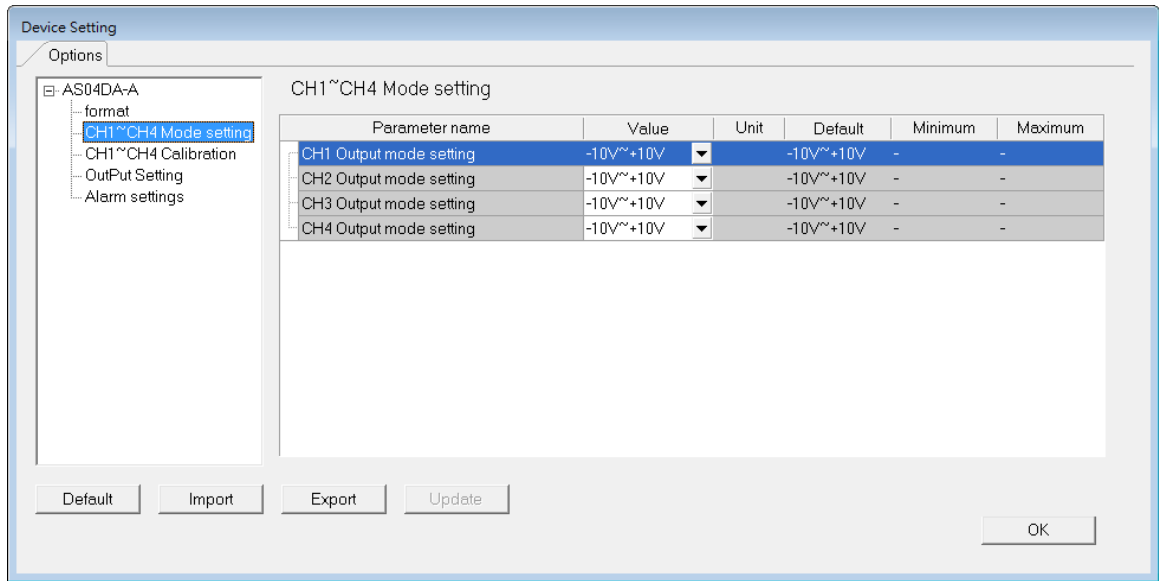 Device Setting
Options
AS04DA-A
format
CH1~CH4 Mode setting
CH1~CH4 Calibration
OutPut Setting
Alarm settings
CH1~CH4 Mode setting
Parameter name Value Unit Default Minimum Maximum
CH1 Output mode setting -10V~+10V -10V~+10V - -
CH2 Output mode setting -10V~+10V -10V~+10V - -
CH3 Output mode setting -10V~+10V -10V~+10V - -
CH4 Output mode setting -10V~+10V -10V~+10V - -
Default Import Export Update
OK